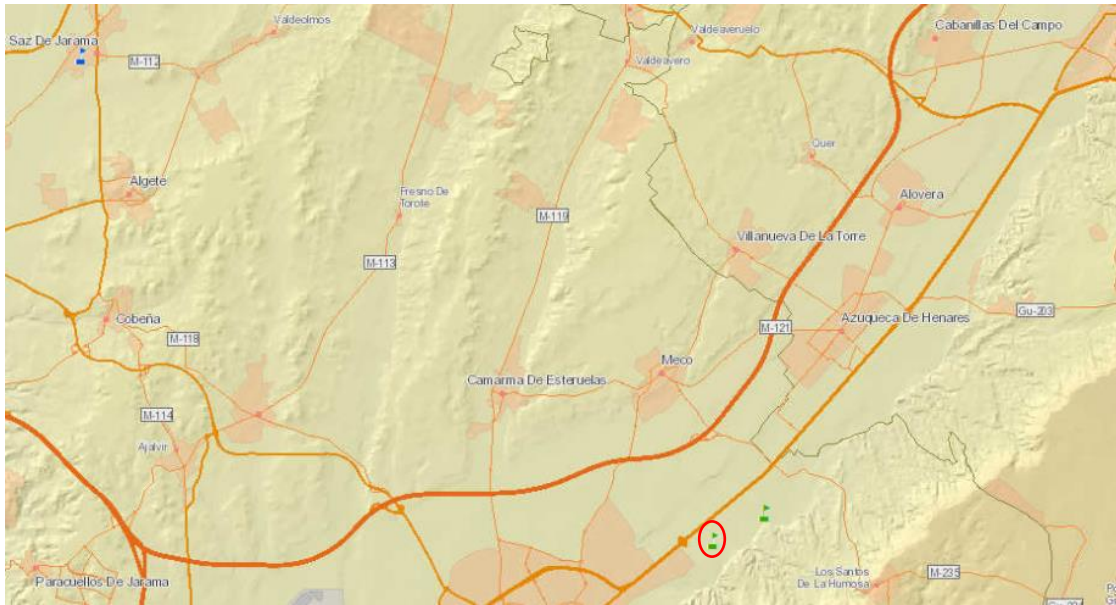 Valdeolmos
Cabanillas Del Campo
Valdeaveruelo
Saz De Jarama
M-112
Valdeavero
Quer
Algete
Fresno De
Torote
Alovera
M-119
Villanueva De La Torre
M-113
Gu-203
Cobeña
Azuqueca De Henares
M-121
M-118
Meco
Camarma De Esteruelas
M-114
Ajalvir
Los Santos
De La Humosa
M-235
Paracuellos De Jarama